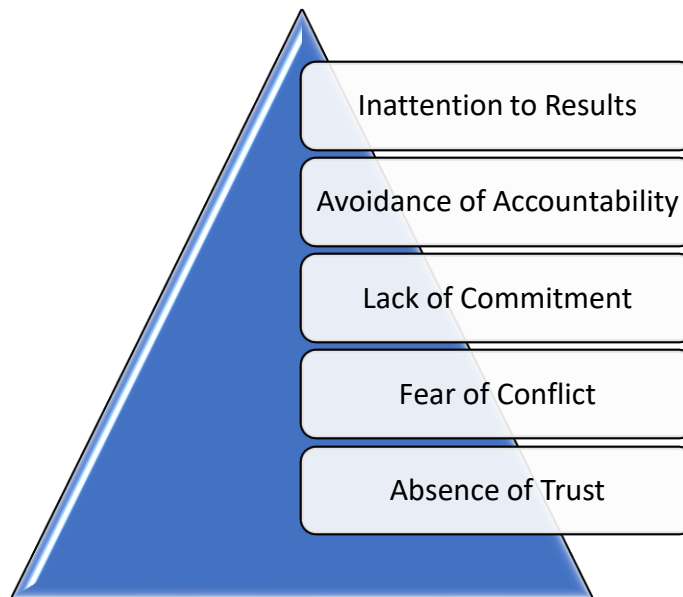 Inattention to Results
Avoidance of Accountability
Lack of Commitment
Fear of Conflict
Absence of Trust